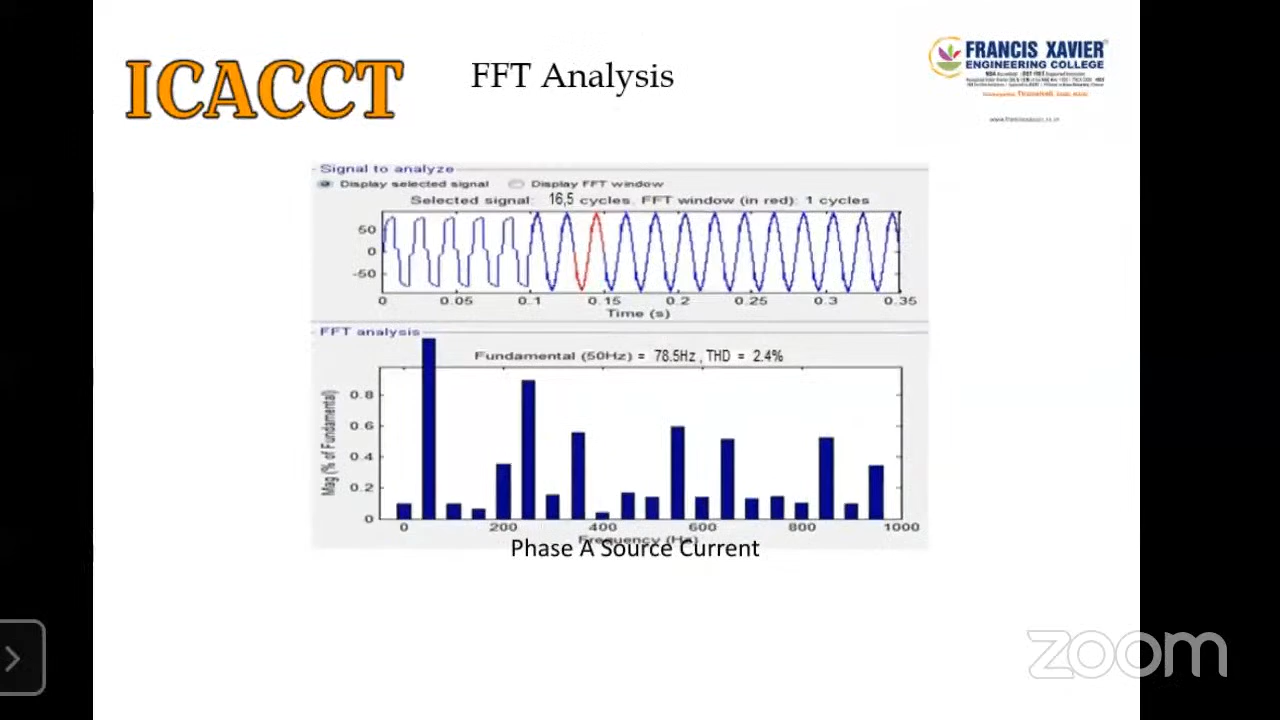 ICACCT
FFT Analysis
FRANCIS XAVIER
ENGINEERING COLLEGE
Signal to analyze
Display selected signal
Display FFT window
Selected signal: 16,5 cycles. FFT window (in red): 1 cycles
50
0
-50
0 0.05 0.1 0.15 0.2 0.25 0.3 0.35
Time (s)
FFT analysis
Fundamental (50Hz) = 78.5Hz , THD = 2.4%
Mag (% of Fundamental)
0.8
0.6
0.4
0.2
0
0 200 400 600 800 1000
Frequency (Hz)
Phase A Source Current
zoom